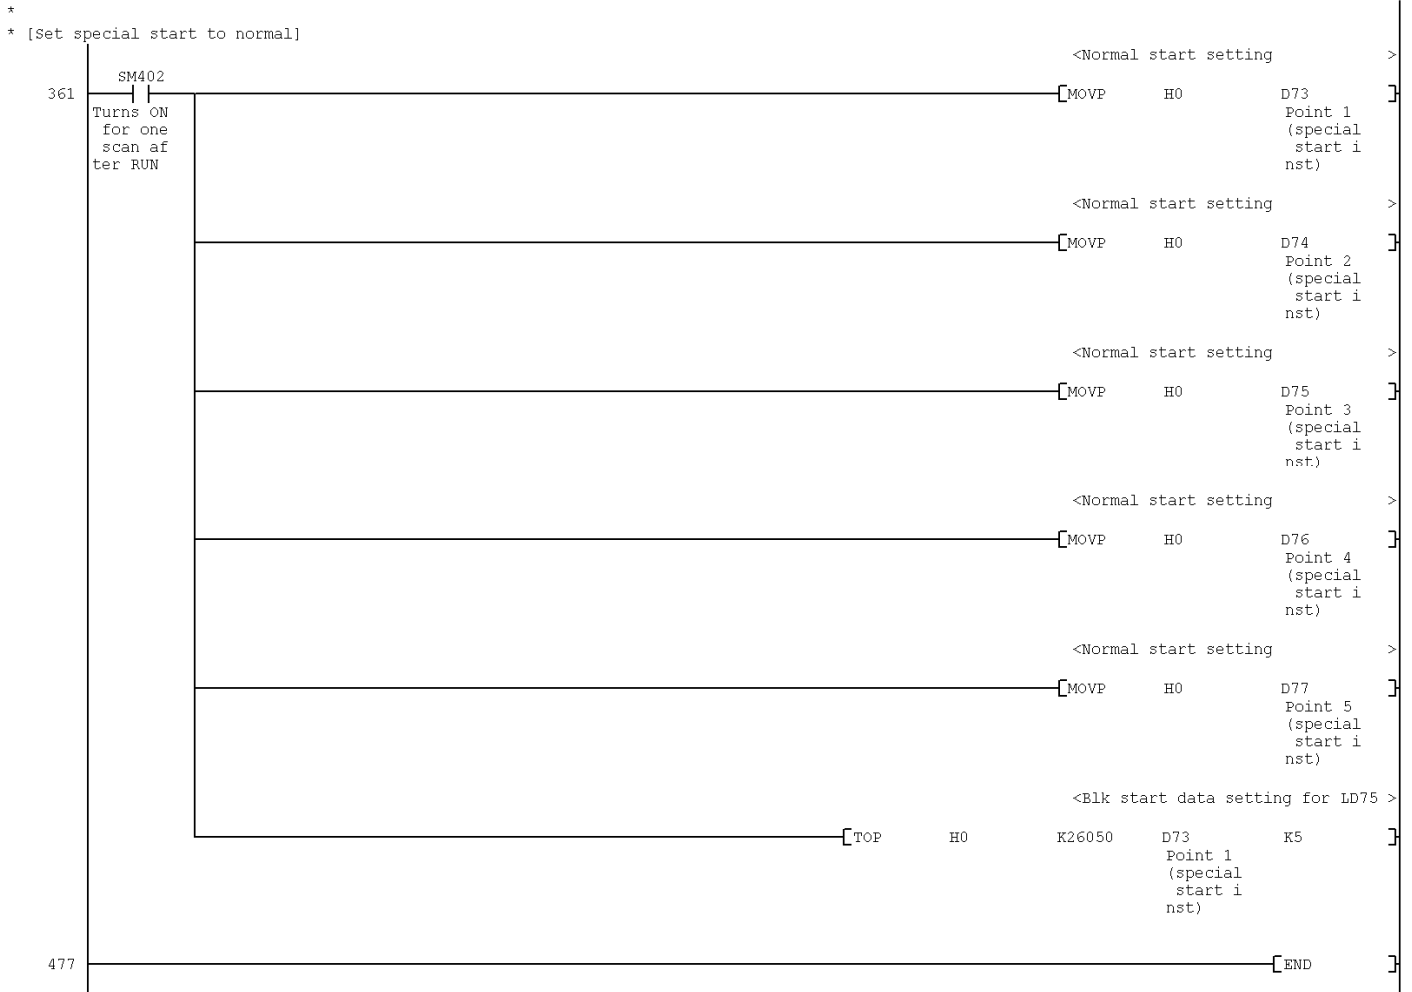 *
* [Set special start to normal]
<Normal start setting >
SM402
361 [MOVP H0 D73 ]
Turns ON Point 1
for one (special
scan af start i
ter RUN nst)
<Normal start setting >
[MOVP H0 D74 ]
Point 2
(special
start i
nst)
<Normal start setting >
[MOVP H0 D75 ]
Point 3
(special
start i
nst)
<Normal start setting >
[MOVP H0 D76 ]
Point 4
(special
start i
nst)
<Normal start setting >
[MOVP H0 D77 ]
Point 5
(special
start i
nst)
<Blk start data setting for LD75 >
[TOP H0 K26050 D73 K5 ]
Point 1
(special
start i
nst)
477 [END ]